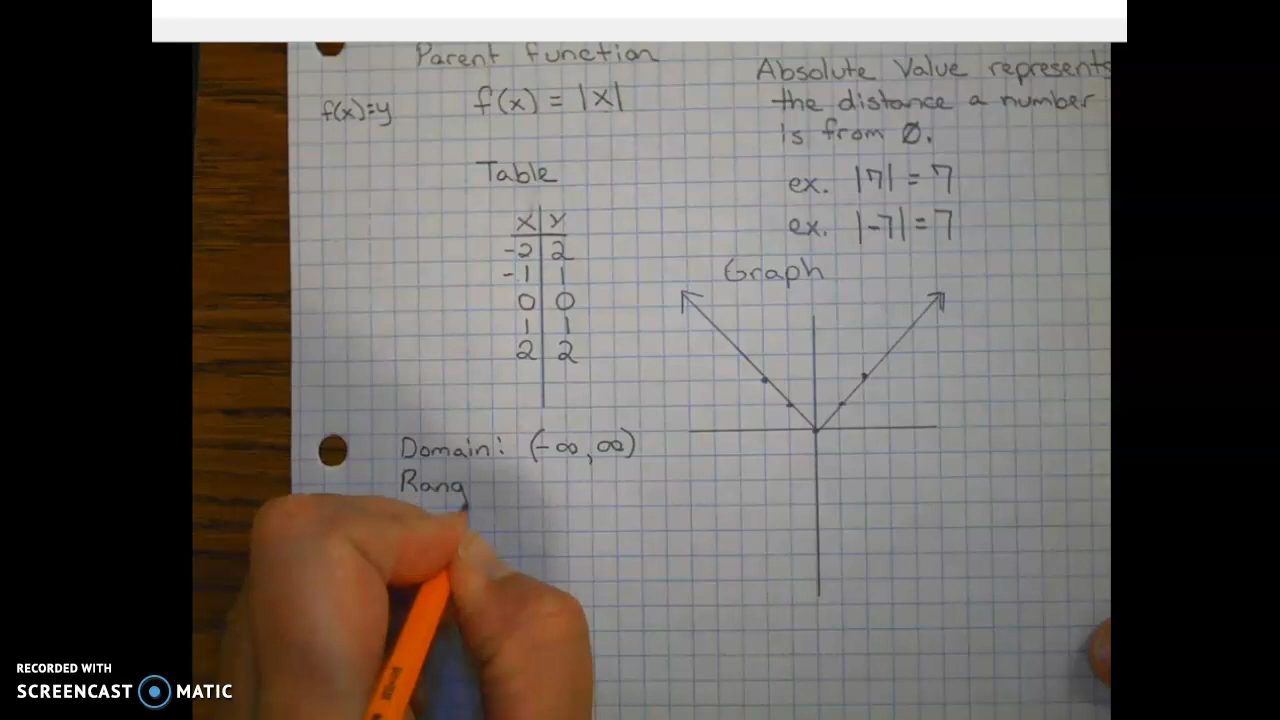 Parent function
f(x)=y
f(x) = |x|
Absolute Value represents
the distance a number
is from 0.
ex. |7| = 7
ex. |-7| = 7
Table
X Y
-2 2
-1 1
0 0
1 1
2 2
Graph
Domain: (-∞, ∞)
Rang
RECORDED WITH
SCREENCAST MATIC